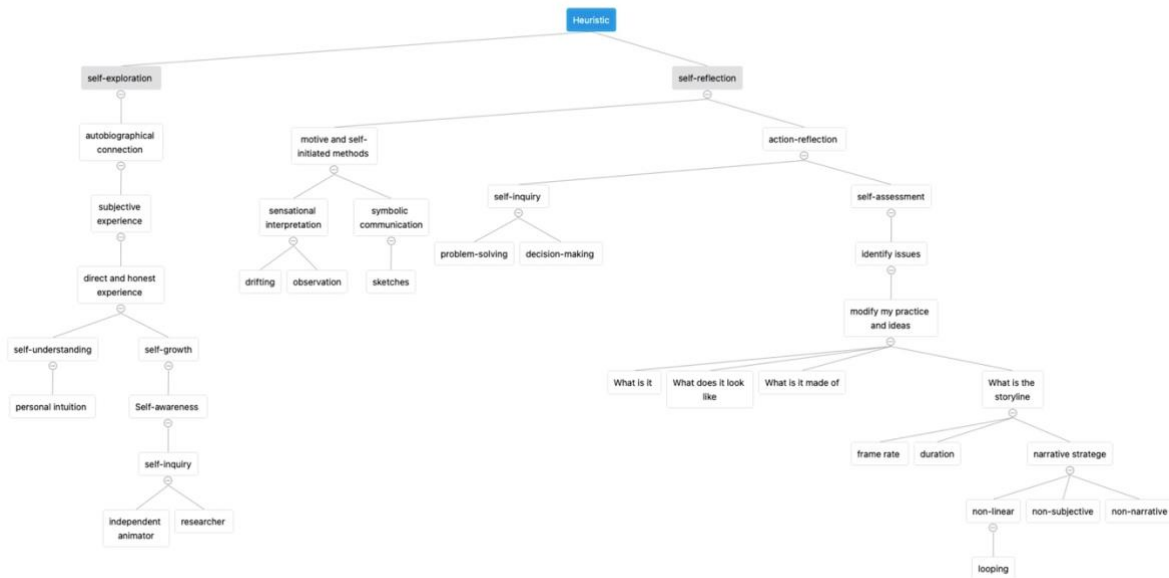 Heuristic
self-exploration
self-reflection
autobiographical
connection
motive and self-
initiated methods
action-reflection
subjective
experience
sensational
interpretation
symbolic
communication
self-inquiry
self-assessment
direct and honest
experience
drifting
observation
sketches
problem-solving
decision-making
identify issues
modify my practice
and ideas
self-understanding
self-growth
What is it
What does it look
like
What is it made of
What is the
storyline
personal intuition
Self-awareness
frame rate
duration
narrative stratege
self-inquiry
independent
animator
researcher
non-linear
non-subjective
non-narrative
looping